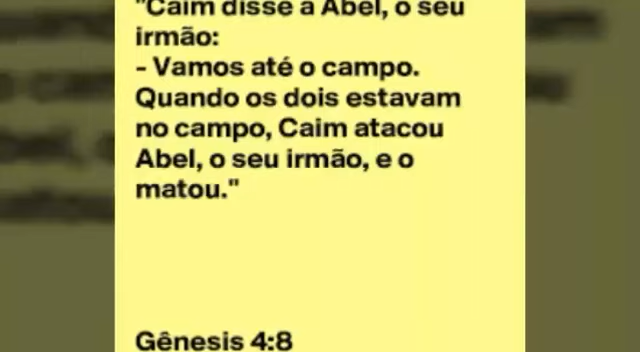 "Caim disse a Abel, o seu
irmão:
- Vamos até o campo.
Quando os dois estavam
no campo, Caim atacou
Abel, o seu irmão, e o
matou."
Gênesis 4:8